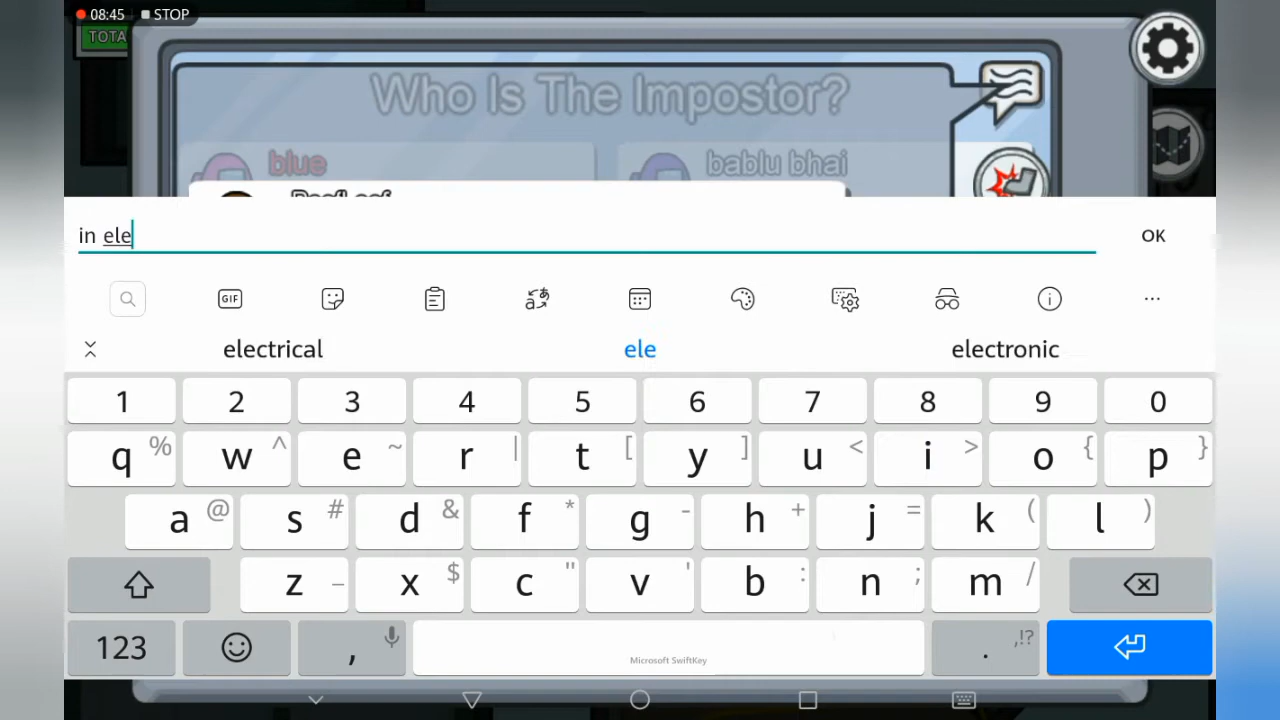 08:45 STOP
TOTA
Who Is The Impostor?
blue
bablu bhai
in ele
OK
GIF
electrical ele electronic
1 2 3 4 5 6 7 8 9 0
q % w ^ e ~ r | t [ y ] u < i > o { p }
a @ s # d & f * g - h + j = k ( l )
z _ x $ c " v ' b : n ; m /
123 , Microsoft SwiftKey . ,!?